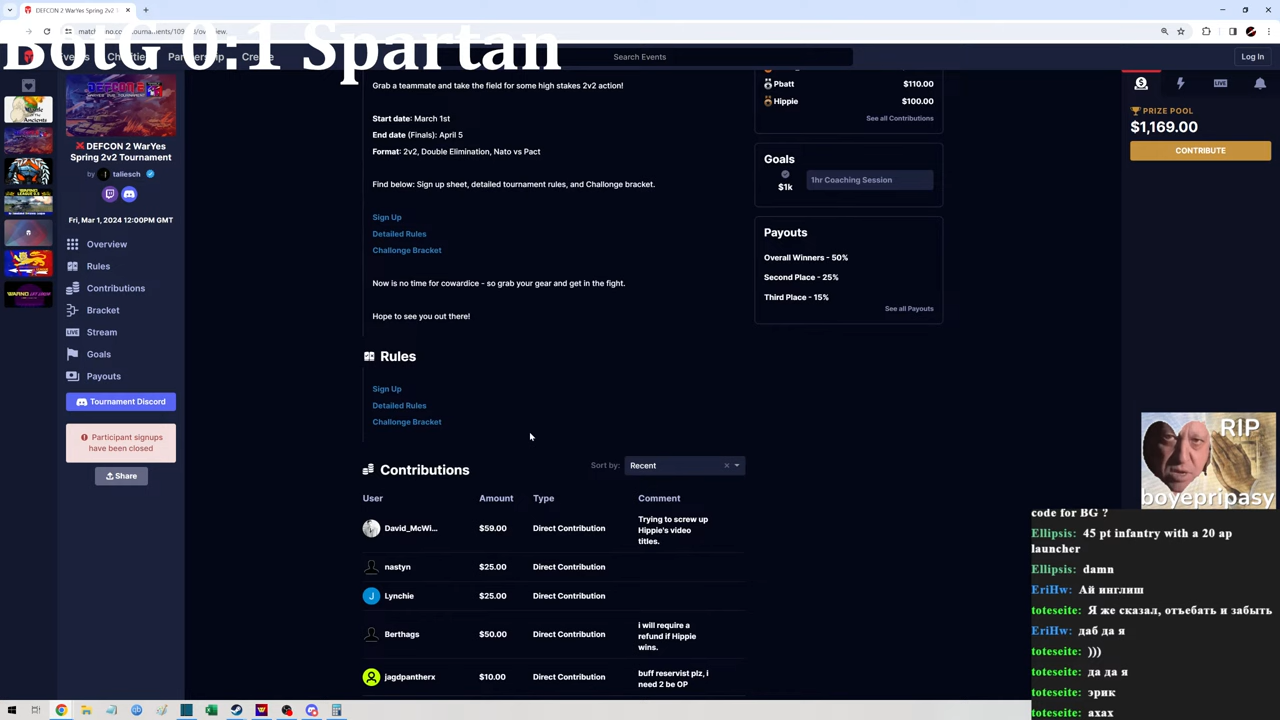 DEFCON 2 WarYes Spring 2v2 T
BotG 0:1 Spartan
Search Events
Log In
Grab a teammate and take the field for some high stakes 2v2 action!
Start date: March 1st
End date (Finals): April 5
Format: 2v2, Double Elimination, Nato vs Pact
Find below: Sign up sheet, detailed tournament rules, and Challonge bracket.
Sign Up
Detailed Rules
Challonge Bracket
Now is no time for cowardice - so grab your gear and get in the fight.
Hope to see you out there!
Rules
Sign Up
Detailed Rules
Challonge Bracket
Contributions
Sort by:
Recent
User Amount Type Comment
David_McWi... $59.00 Direct Contribution
Trying to screw up
Hippie's video
titles.
nastyn $25.00 Direct Contribution
Lynchie $25.00 Direct Contribution
Berthags $50.00 Direct Contribution
i will require a
refund if Hippie
wins.
jagdpantherx $10.00 Direct Contribution
buff reservist plz, i
need 2 be OP
DEFCON 2 WarYes
Spring 2v2 Tournament
by taliesch
Fri, Mar 1, 2024 12:00PM GMT
Overview
Rules
Contributions
Bracket
Stream
Goals
Payouts
Tournament Discord
Participant signups
have been closed
Share
Pbatt $110.00
Hippie $100.00
See all Contributions
Goals
$1k
1hr Coaching Session
Payouts
Overall Winners - 50%
Second Place - 25%
Third Place - 15%
See all Payouts
PRIZE POOL
$1,169.00
CONTRIBUTE
RIP
boyepripasy
code for BG ?
Ellipsis: 45 pt infantry with a 20 ap
launcher
Ellipsis: damn
EriHw: Ай инглиш
toteseite: Я же сказал, отъебать и забыть
EriHw: даб да я
toteseite: )))
toteseite: да да я
toteseite: эрик
toteseite: ахах